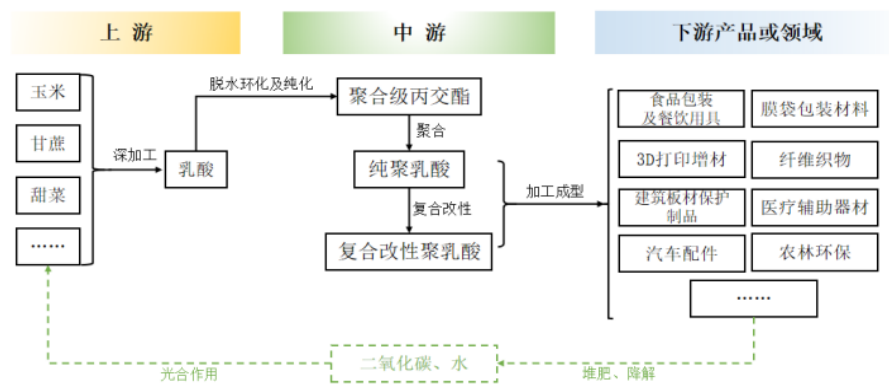 上 游
中 游
下游产品或领域
玉米
甘蔗
甜菜
……
深加工
乳酸
脱水环化及纯化
聚合级丙交酯
聚合
纯聚乳酸
复合改性
复合改性聚乳酸
加工成型
食品包装
及餐饮用具
膜袋包装材料
3D打印增材
纤维织物
建筑板材保护
制品
医疗辅助器材
汽车配件
农林环保
……
二氧化碳、水
光合作用
堆肥、降解